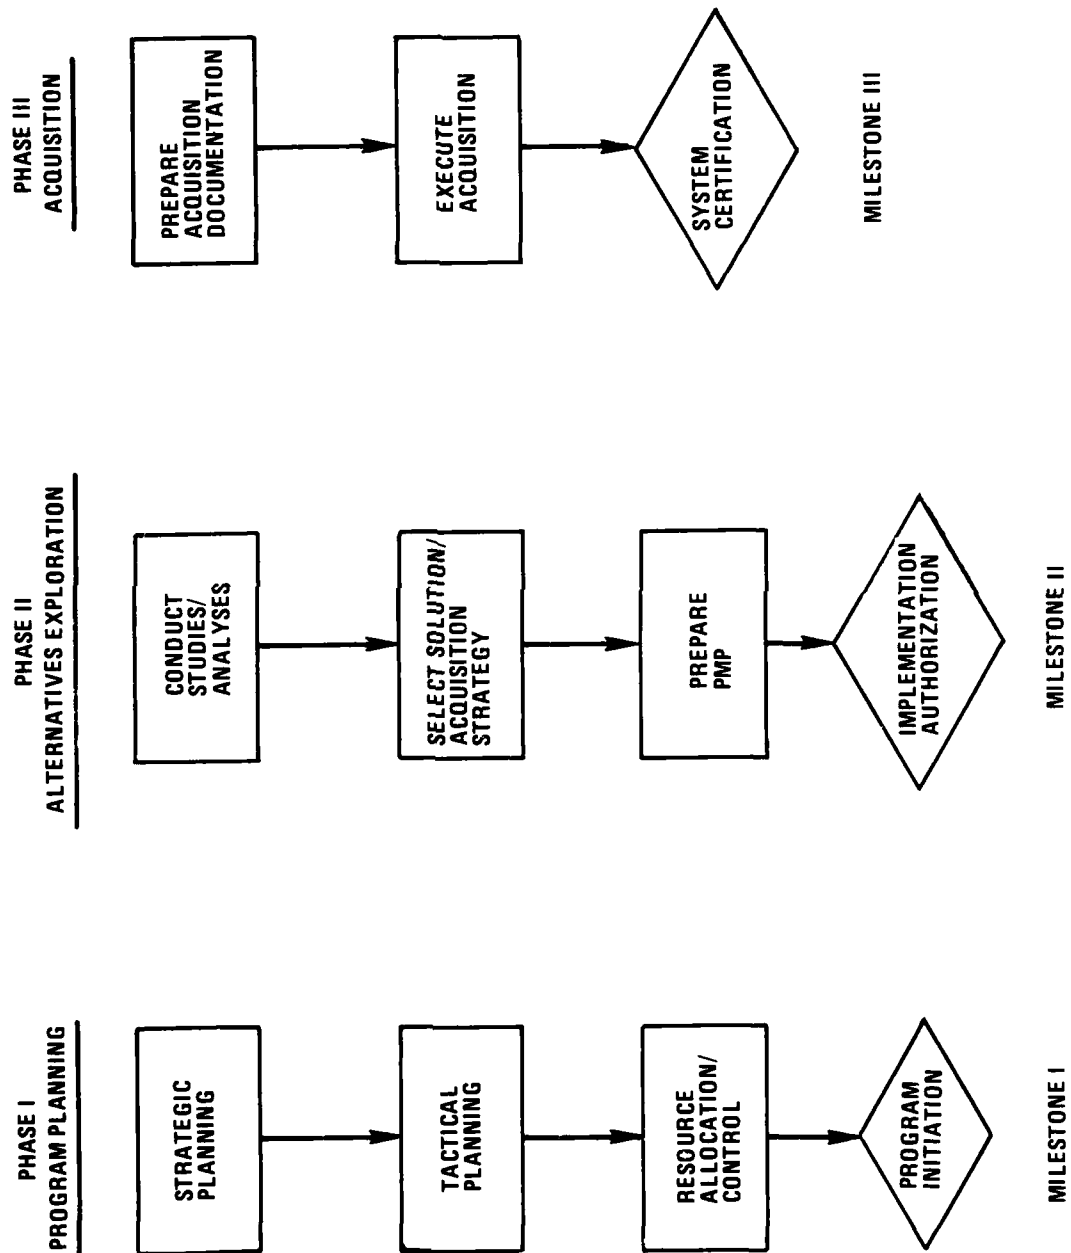 PHASE I
PROGRAM PLANNING
STRATEGIC
PLANNING
TACTICAL
PLANNING
RESOURCE
ALLOCATION/
CONTROL
PROGRAM
INITIATION
MILESTONE I
PHASE II
ALTERNATIVES EXPLORATION
CONDUCT
STUDIES/
ANALYSES
SELECT SOLUTION/
ACQUISITION
STRATEGY
PREPARE
PMP
IMPLEMENTATION
AUTHORIZATION
MILESTONE II
PHASE III
ACQUISITION
PREPARE
ACQUISITION
DOCUMENTATION
EXECUTE
ACQUISITION
SYSTEM
CERTIFICATION
MILESTONE III